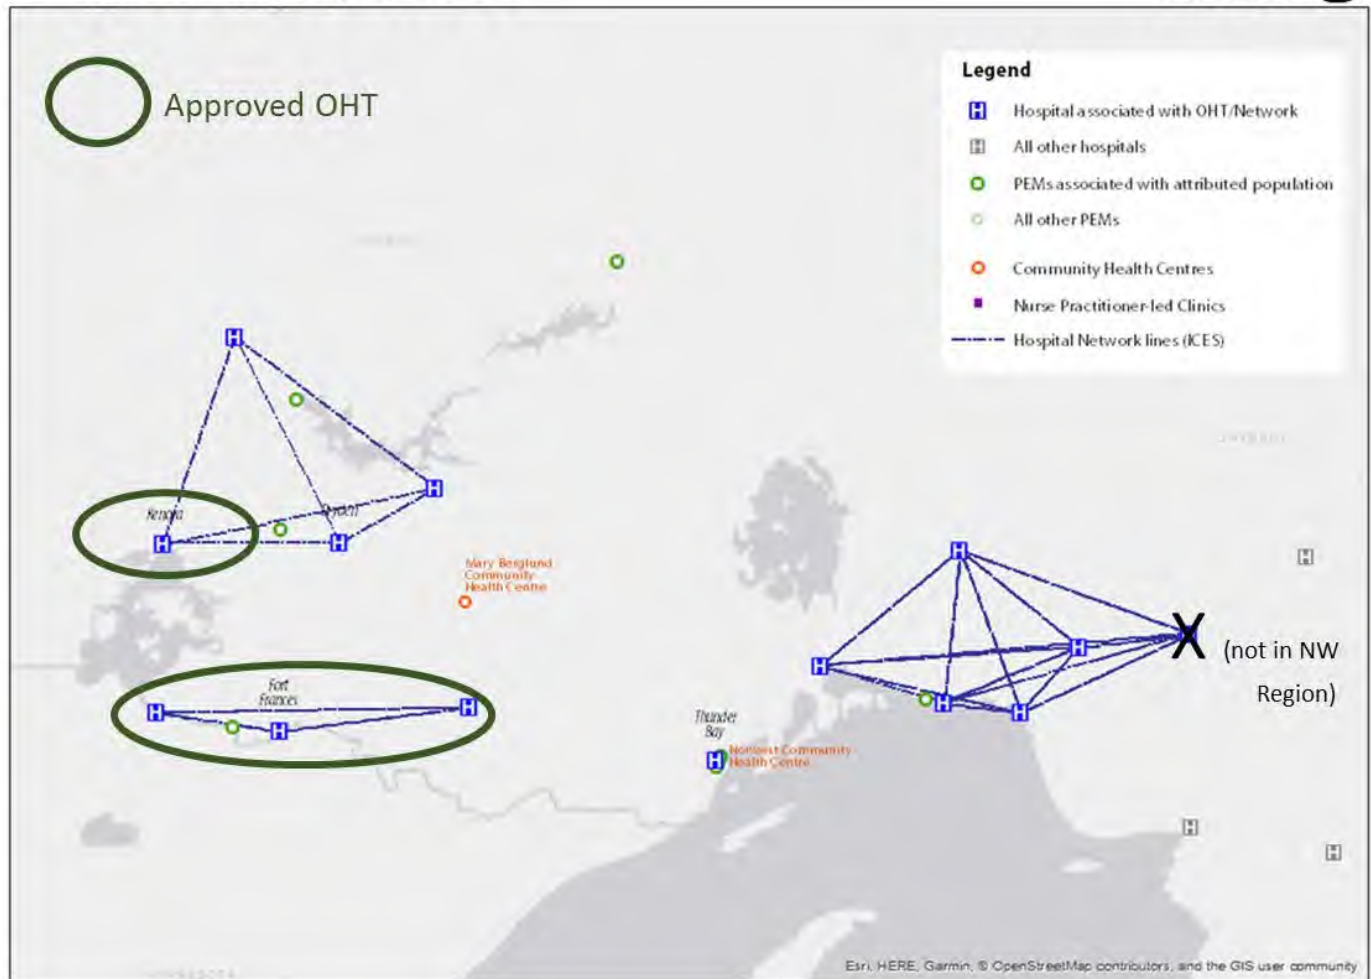 Approved OHT
Legend
H Hospital associated with OHT/Network
H All other hospitals
PEMs associated with attributed population
All other PEMs
Community Health Centres
Nurse Practitioner-led Clinics
Hospital Network lines (ICES)
H
H
Kenora
Dryden
H
H
H
H
Mary Berglund
Community
Health Centre
H
H
X
(not in NW
Region)
H
H
Fort
Frances
H
H
H
H
H
Thunder
Bay
H
Norwest Community
Health Centre
H
H
MINNESOTA
Esri, HERE, Garmin, © OpenStreetMap contributors, and the GIS user community